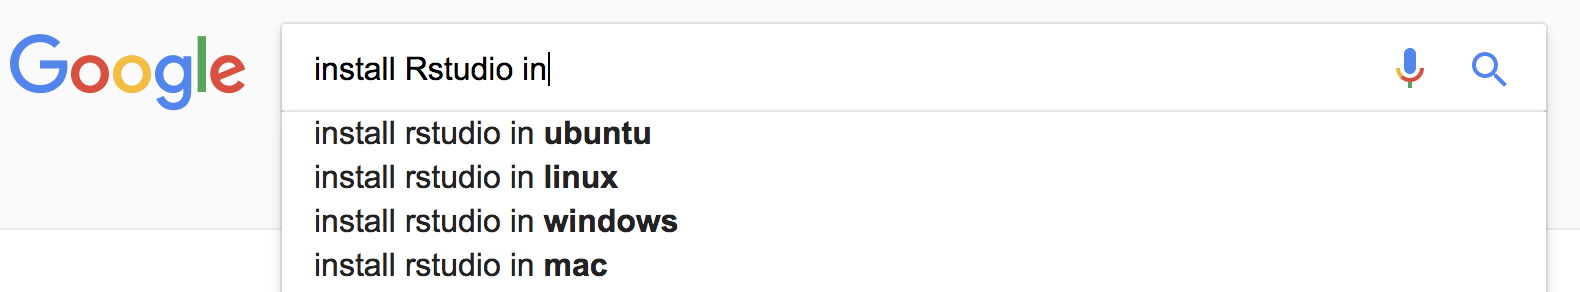 Google
install Rstudio in
install rstudio in ubuntu
install rstudio in linux
install rstudio in windows
install rstudio in mac